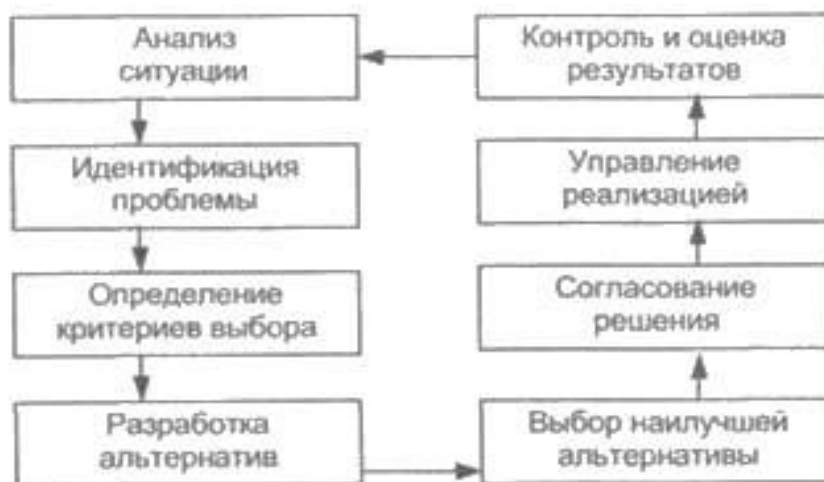 Анализ
ситуации
Идентификация
проблемы
Определение
критериев выбора
Разработка
альтернатив
Выбор наилучшей
альтернативы
Согласование
решения
Управление
реализацией
Контроль и оценка
результатов